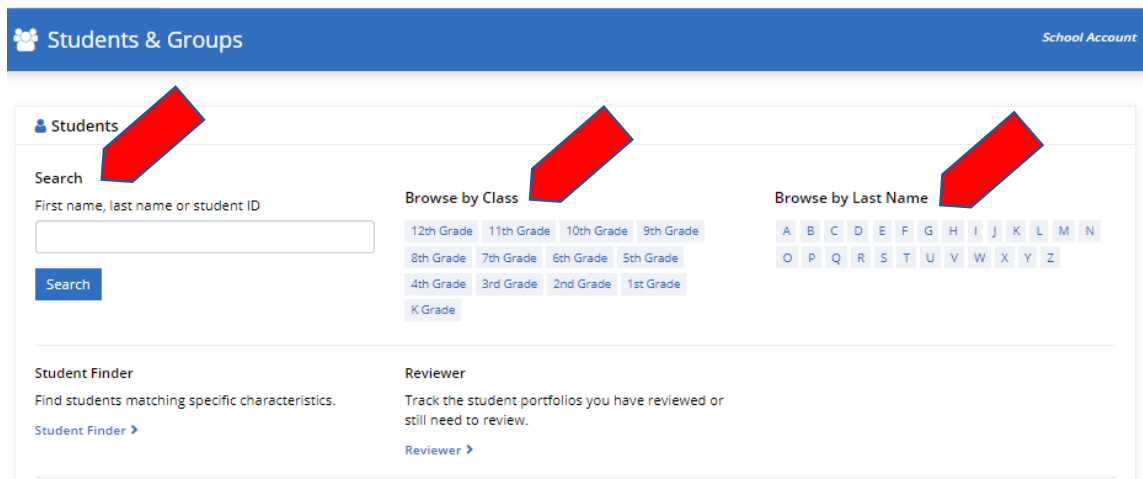 Students & Groups
School Account
Students
Search
First name, last name or student ID
Search
Browse by Class
12th Grade 11th Grade 10th Grade 9th Grade
8th Grade 7th Grade 6th Grade 5th Grade
4th Grade 3rd Grade 2nd Grade 1st Grade
K Grade
Browse by Last Name
A B C D E F G H I J K L M N
O P Q R S T U V W X Y Z
Student Finder
Find students matching specific characteristics.
Student Finder >
Reviewer
Track the student portfolios you have reviewed or
still need to review.
Reviewer >